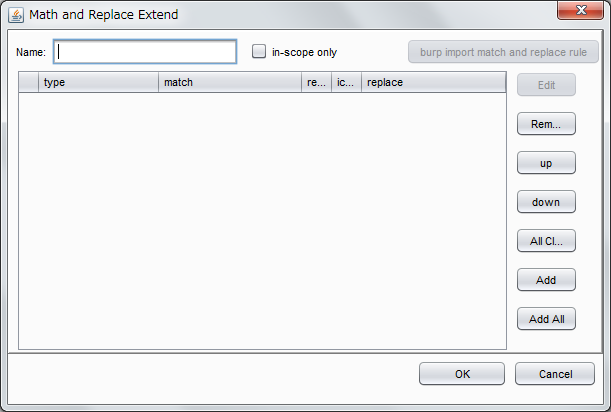 Math and Replace Extend
Name:
in-scope only
burp import match and replace rule
type match re... ic... replace
Edit
Rem...
up
down
All Cl...
Add
Add All
OK Cancel